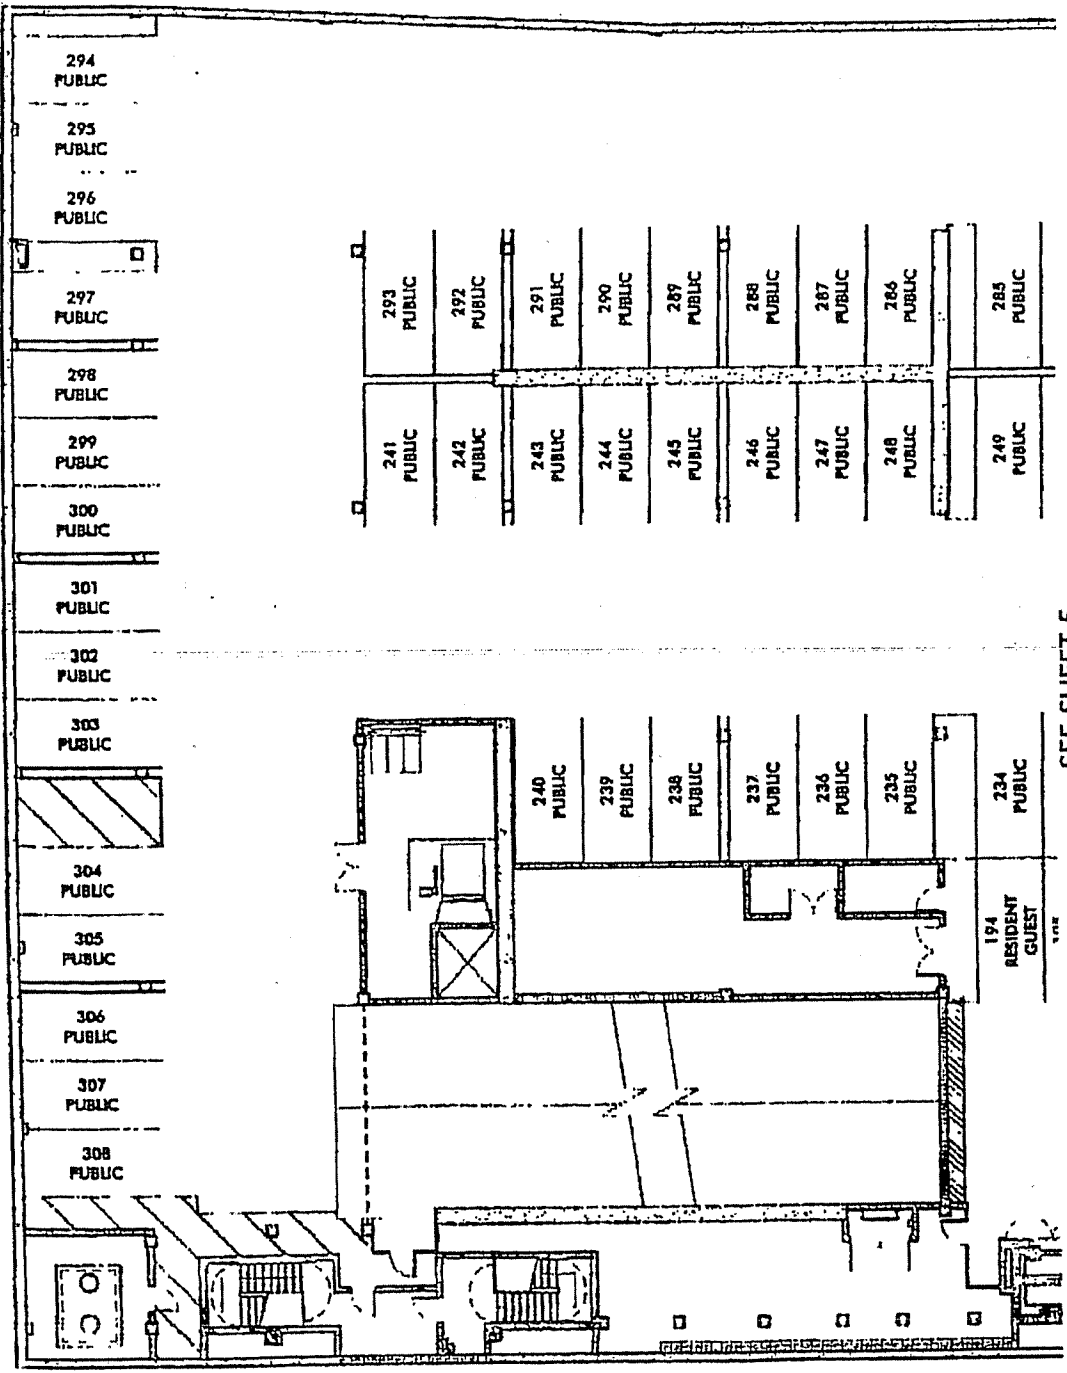 294
PUBLIC
295
PUBLIC
296
PUBLIC
297
PUBLIC
298
PUBLIC
299
PUBLIC
300
PUBLIC
301
PUBLIC
302
PUBLIC
303
PUBLIC
304
PUBLIC
305
PUBLIC
306
PUBLIC
307
PUBLIC
308
PUBLIC
293
PUBLIC
292
PUBLIC
291
PUBLIC
290
PUBLIC
289
PUBLIC
288
PUBLIC
287
PUBLIC
286
PUBLIC
285
PUBLIC
241
PUBLIC
242
PUBLIC
243
PUBLIC
244
PUBLIC
245
PUBLIC
246
PUBLIC
247
PUBLIC
248
PUBLIC
249
PUBLIC
240
PUBLIC
239
PUBLIC
238
PUBLIC
237
PUBLIC
236
PUBLIC
235
PUBLIC
234
PUBLIC
194
RESIDENT
GUEST